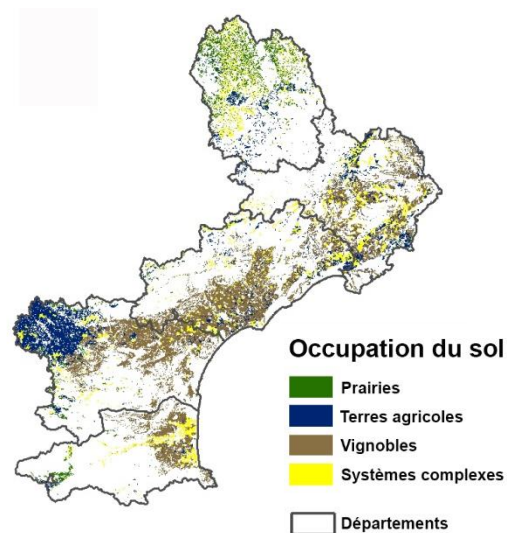 Occupation du sol
Prairies
Terres agricoles
Vignobles
Systèmes complexes
Départements